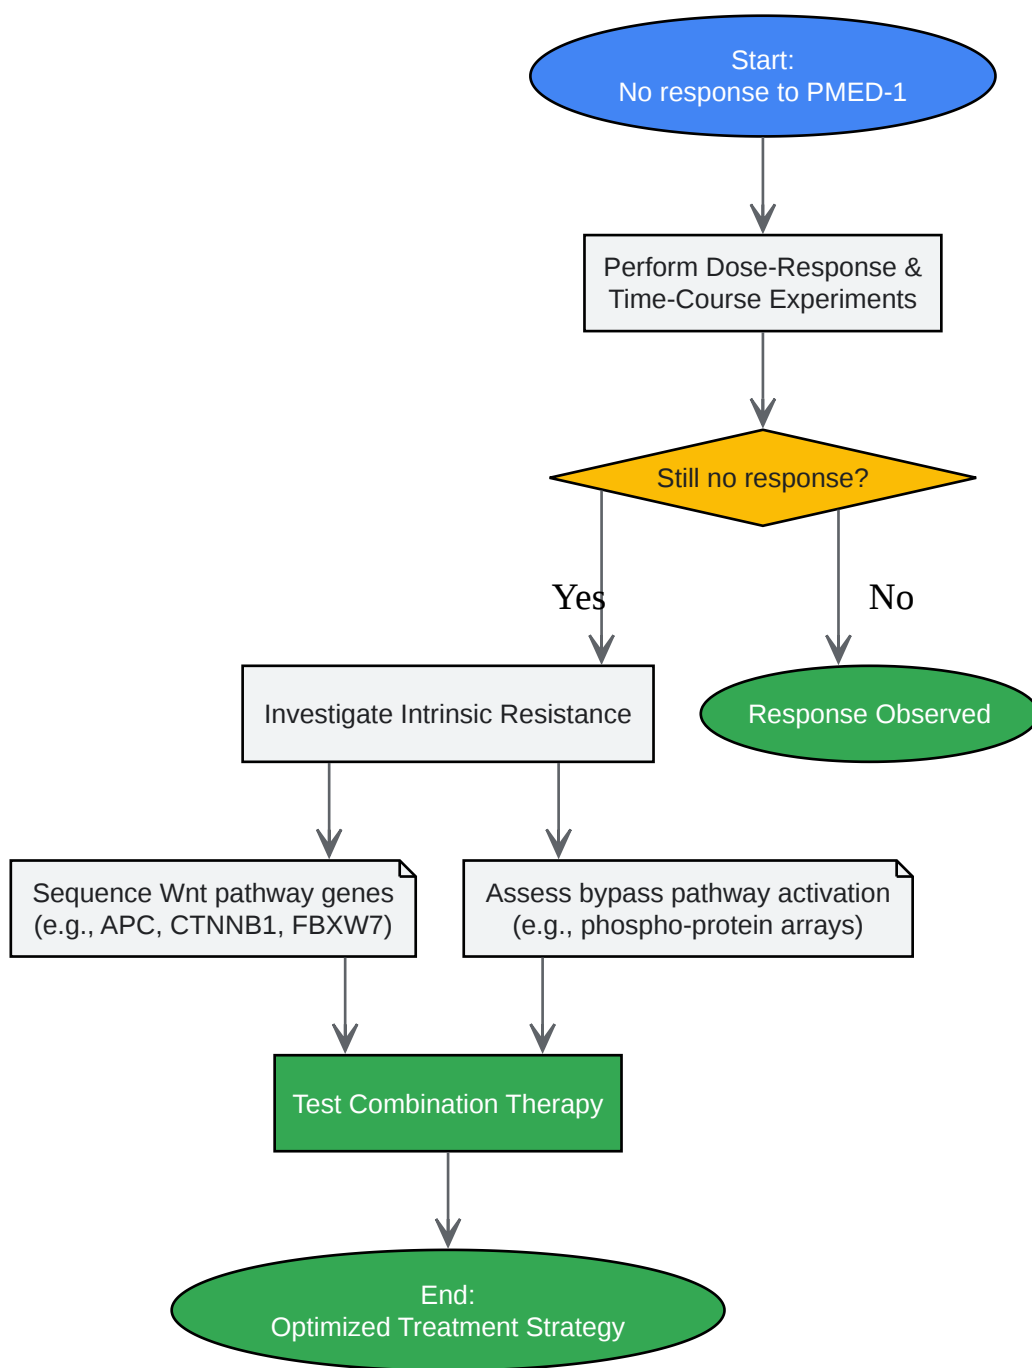 Start:
No response to PMED-1
Perform Dose-Response &
Time-Course Experiments
Still no response?
Yes
No
Investigate Intrinsic Resistance
Response Observed
Sequence Wnt pathway genes
(e.g., APC, CTNNB1, FBXW7)
Assess bypass pathway activation
(e.g., phospho-protein arrays)
Test Combination Therapy
End:
Optimized Treatment Strategy